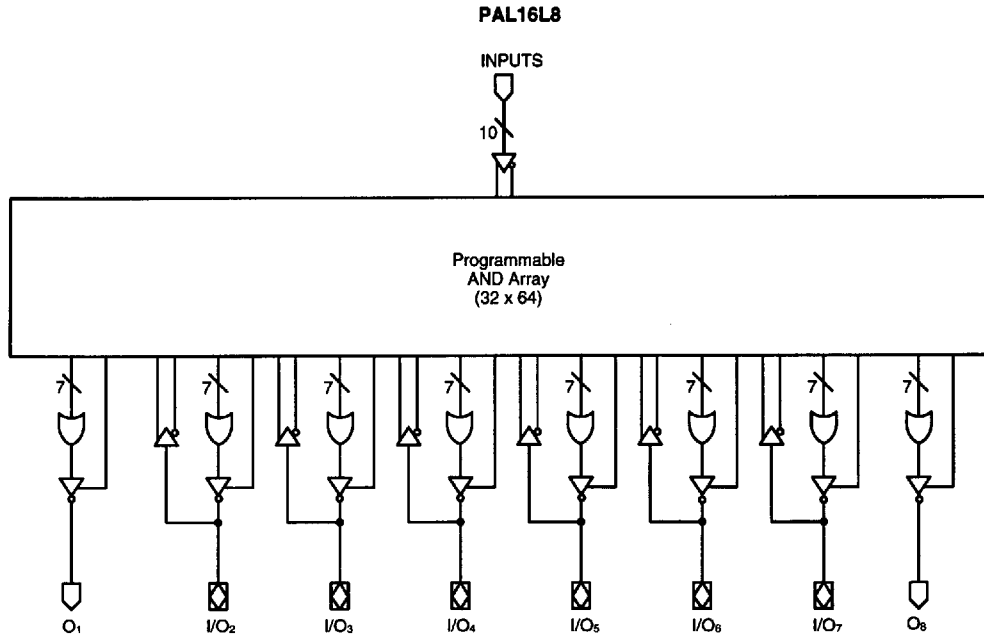 PAL16L8
INPUTS
10
Programmable
AND Array
(32 x 64)
7 7 7 7 7 7 7 7
O1 I/O2 I/O3 I/O4 I/O5 I/O6 I/O7 O8